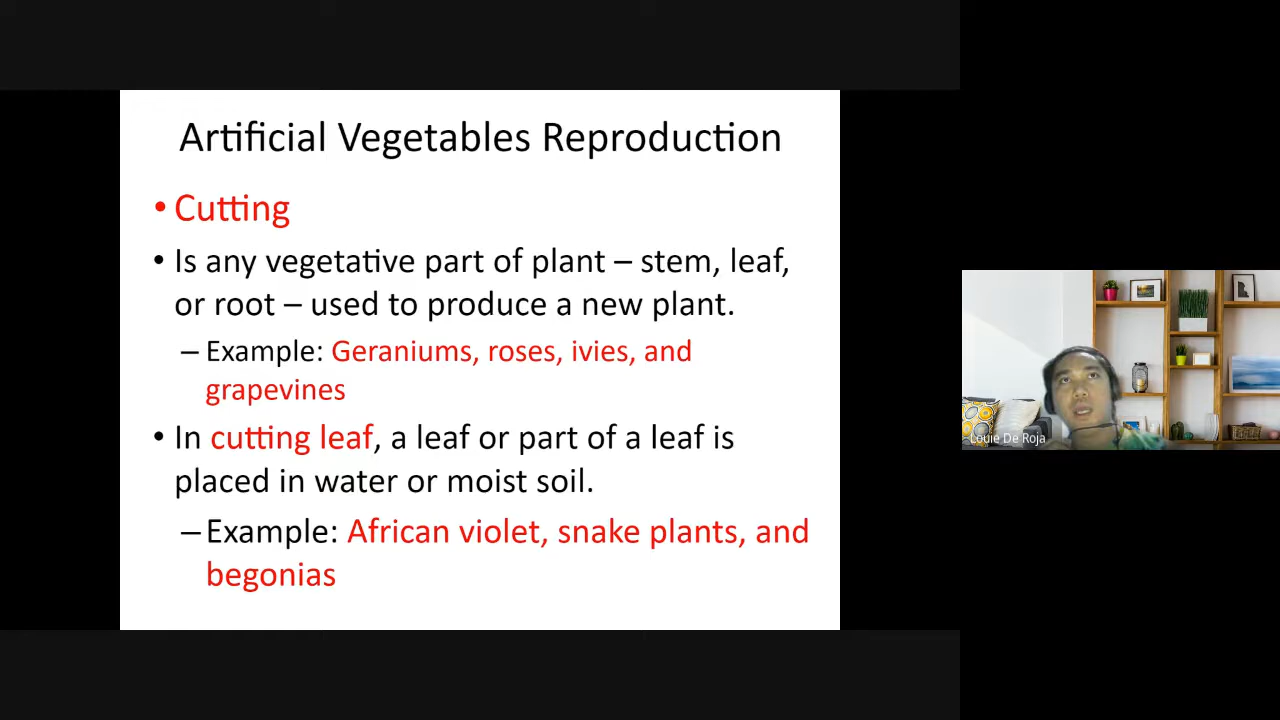 Artificial Vegetables Reproduction
• Cutting
• Is any vegetative part of plant – stem, leaf,
or root – used to produce a new plant.
– Example: Geraniums, roses, ivies, and
grapevines
• In cutting leaf, a leaf or part of a leaf is
placed in water or moist soil.
– Example: African violet, snake plants, and
begonias
Louie De Roja